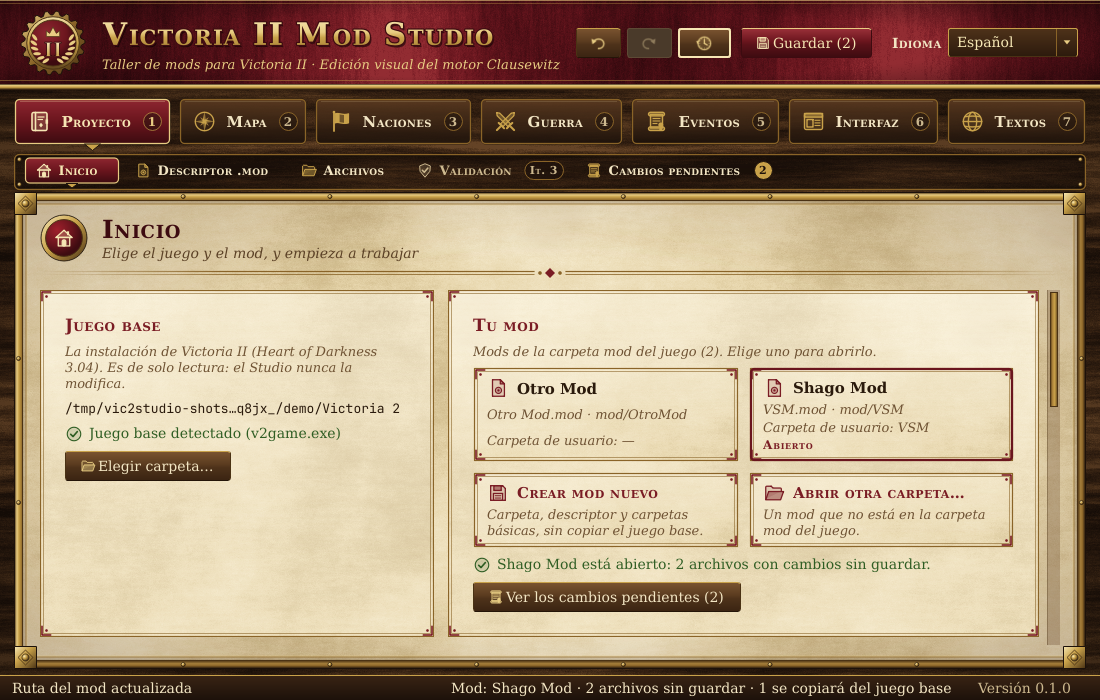 Victoria II Mod Studio
Taller de mods para Victoria II · Edición visual del motor Clausewitz
Guardar (2)
Idioma
Español
Proyecto 1
Mapa 2
Naciones 3
Guerra 4
Eventos 5
Interfaz 6
Textos 7
Inicio
Descriptor .mod
Archivos
Validación It. 3
Cambios pendientes 2
Inicio
Elige el juego y el mod, y empieza a trabajar
Juego base
La instalación de Victoria II (Heart of Darkness
3.04). Es de solo lectura: el Studio nunca la
modifica.
/tmp/vic2studio-shots…q8jx_/demo/Victoria 2
Juego base detectado (v2game.exe)
Elegir carpeta…
Tu mod
Mods de la carpeta mod del juego (2). Elige uno para abrirlo.
Otro Mod
Otro Mod.mod · mod/OtroMod
Carpeta de usuario: —
Shago Mod
VSM.mod · mod/VSM
Carpeta de usuario: VSM
Abierto
Crear mod nuevo
Carpeta, descriptor y carpetas
básicas, sin copiar el juego base.
Abrir otra carpeta…
Un mod que no está en la carpeta
mod del juego.
Shago Mod está abierto: 2 archivos con cambios sin guardar.
Ver los cambios pendientes (2)
Ruta del mod actualizada
Mod: Shago Mod · 2 archivos sin guardar · 1 se copiará del juego base
Versión 0.1.0